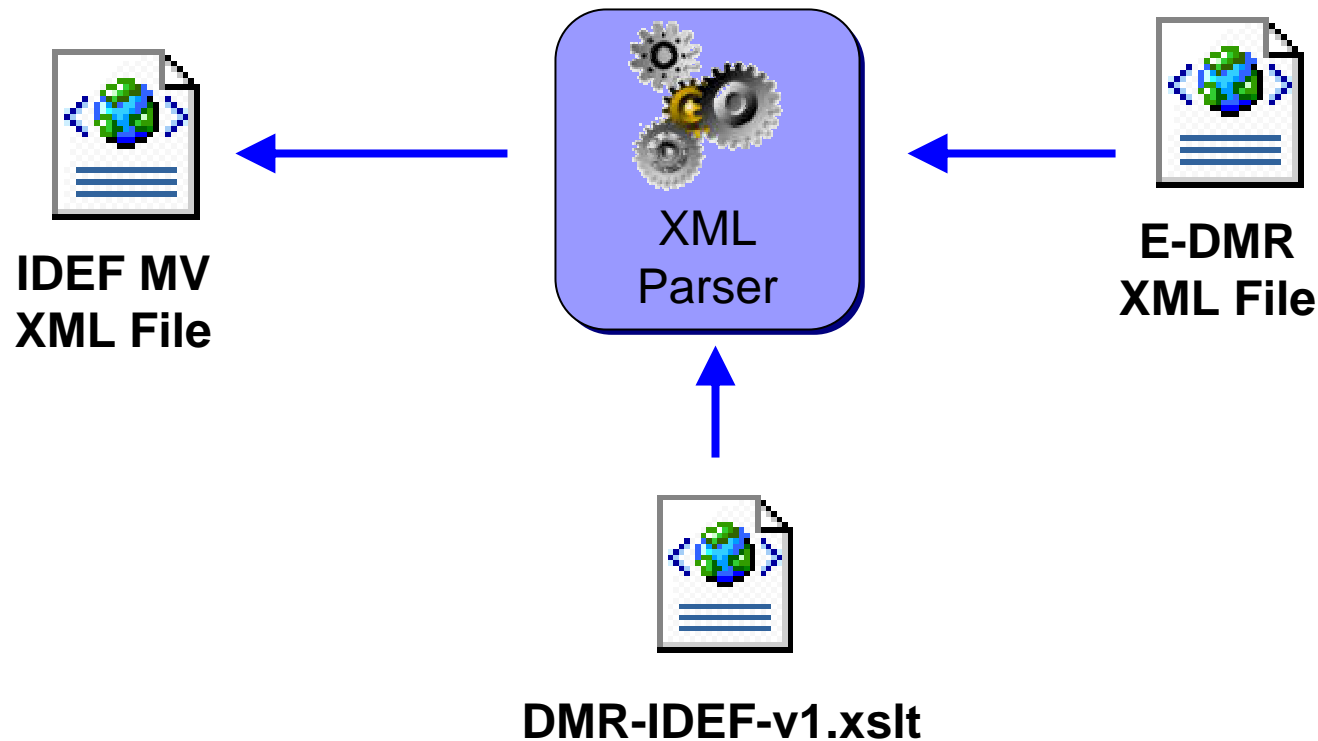 IDEF MV
XML File
XML
Parser
E-DMR
XML File
DMR-IDEF-v1.xslt